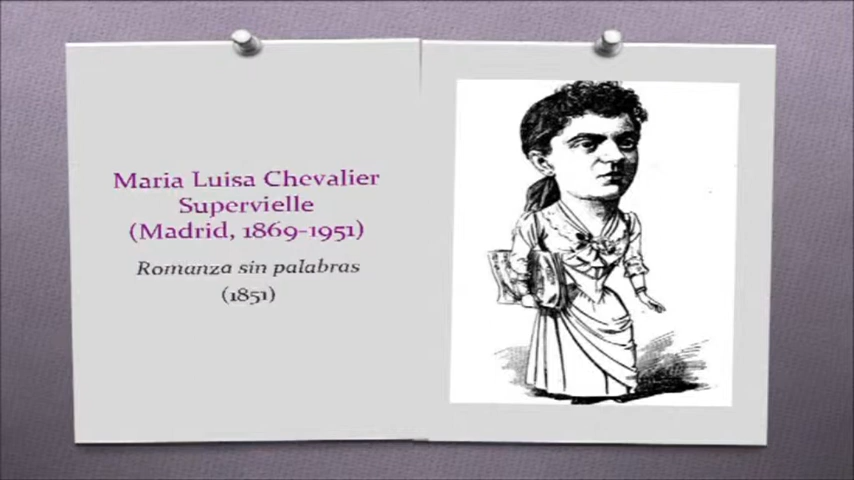 Maria Luisa Chevalier
Supervielle
(Madrid, 1869-1951)
Romanza sin palabras
(1851)